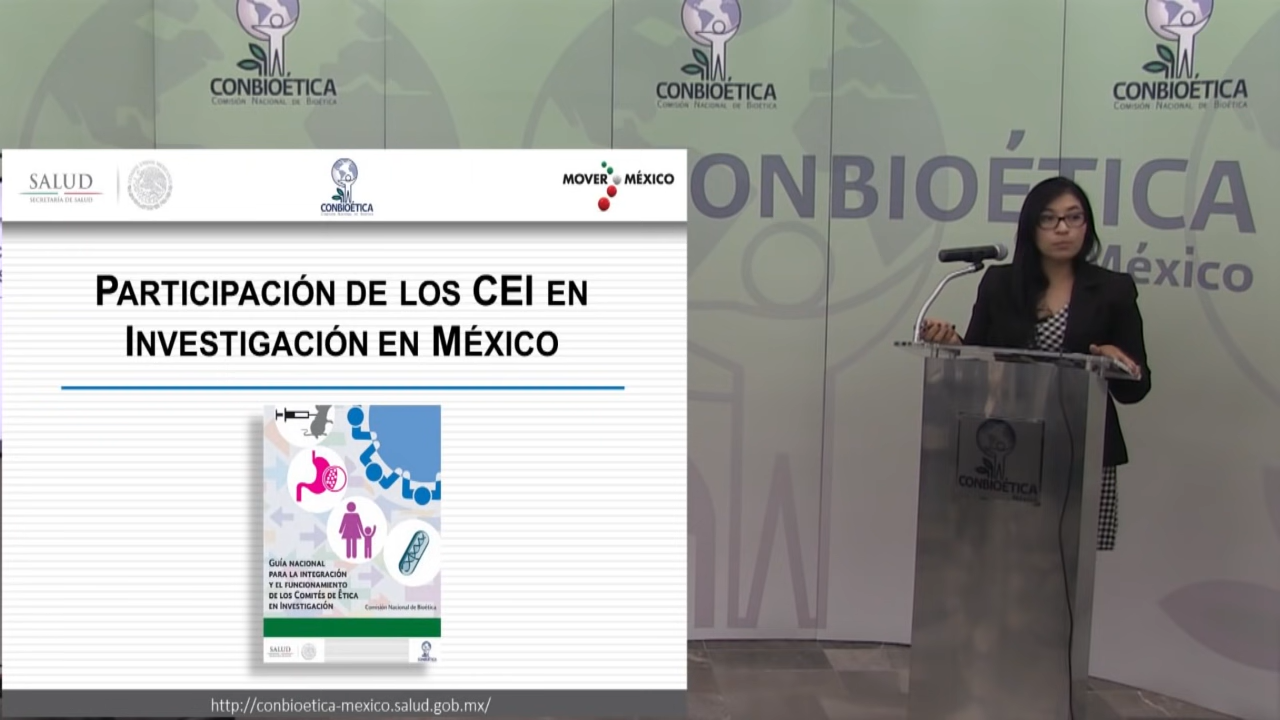 CONBIOÉTICA
COMISIÓN NACIONAL DE BIOÉTICA
CONBIOÉTICA
COMISIÓN NACIONAL DE BIOÉTICA
CONBIOÉTICA
COMISIÓN NACIONAL DE BIOÉTICA
ONBIOÉTICA
México
SALUD
SECRETARÍA DE SALUD
CONBIOÉTICA
MOVER MÉXICO
PARTICIPACIÓN DE LOS CEI EN
INVESTIGACIÓN EN MÉXICO
GUÍA NACIONAL
PARA LA INTEGRACIÓN
Y EL FUNCIONAMIENTO
DE LOS COMITÉS DE ÉTICA
EN INVESTIGACIÓN
Comisión Nacional de Bioética
SALUD
http://conbioetica-mexico.salud.gob.mx/
CONBIOÉTICA
MÉXICO